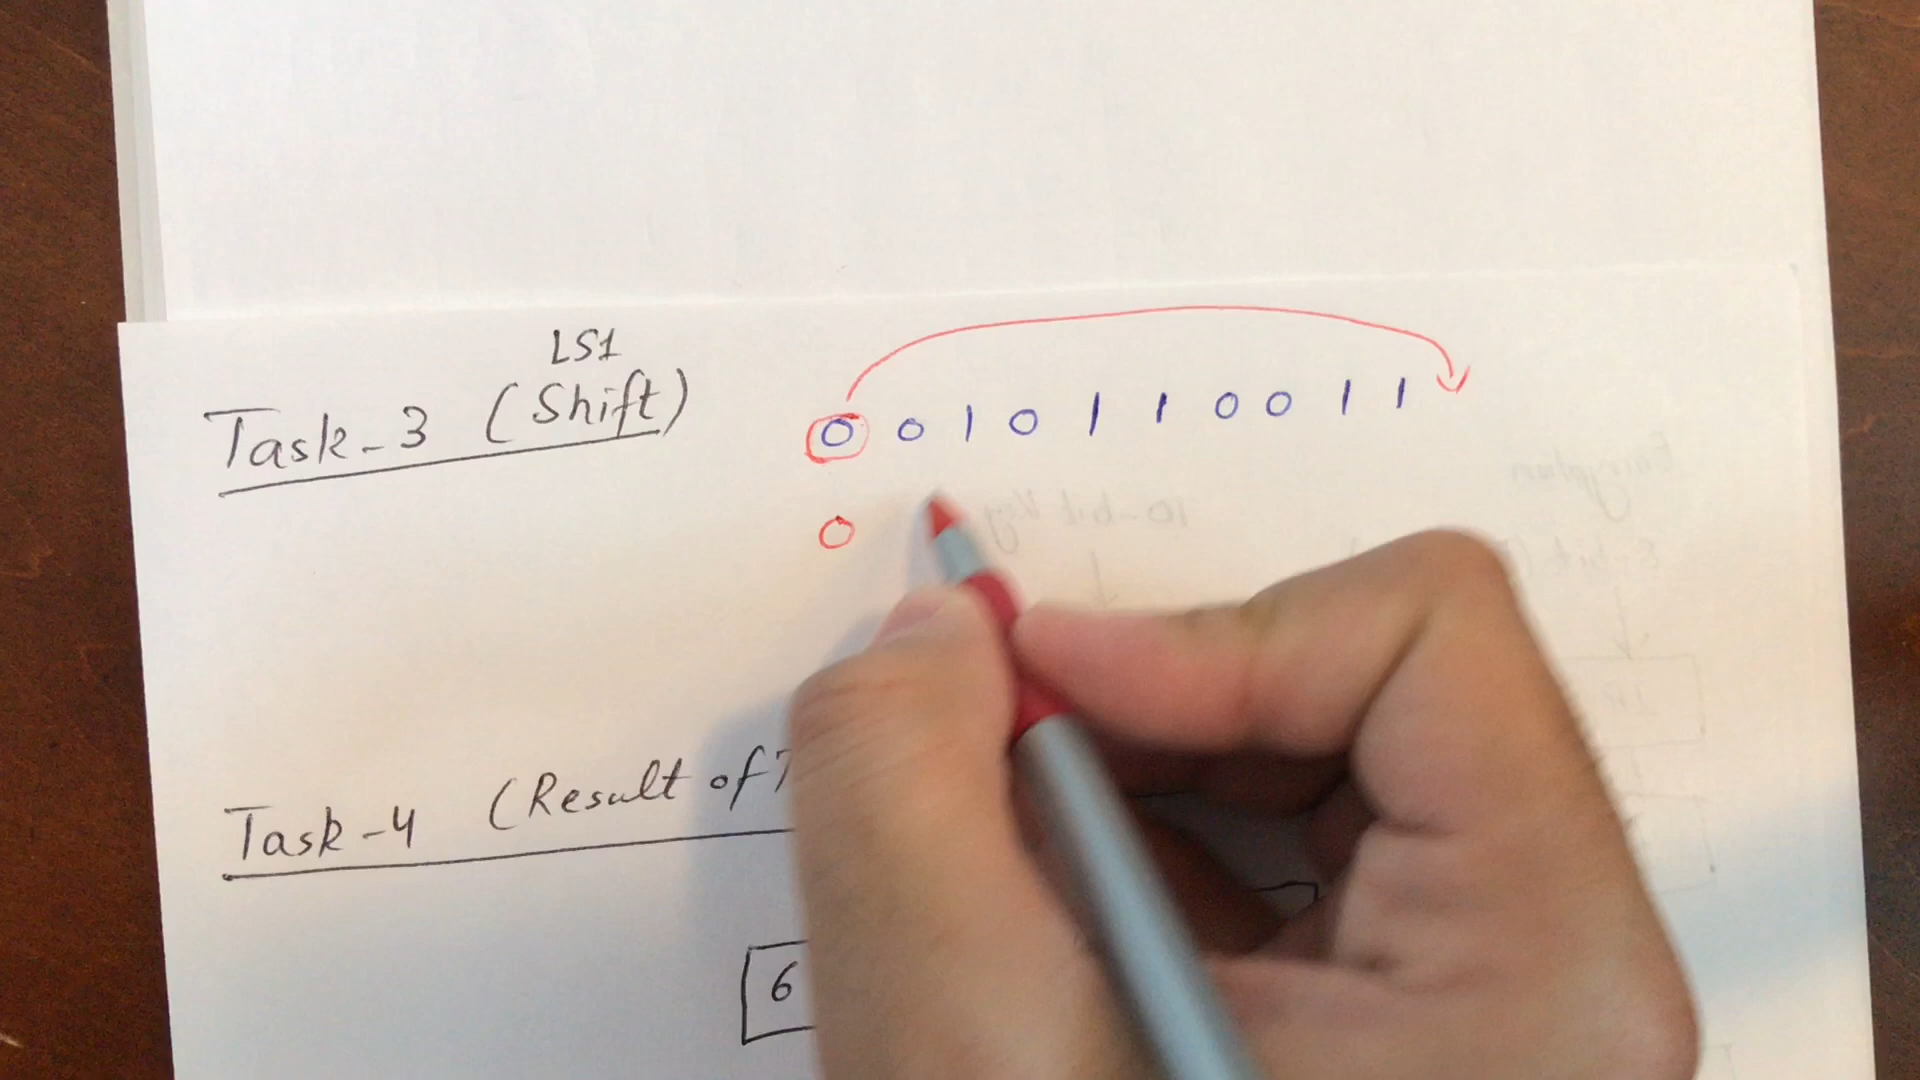 LS1
Task-3 (Shift) 0 0 1 0 1 1 0 0 1 1
0
Task-4 (Result of
6